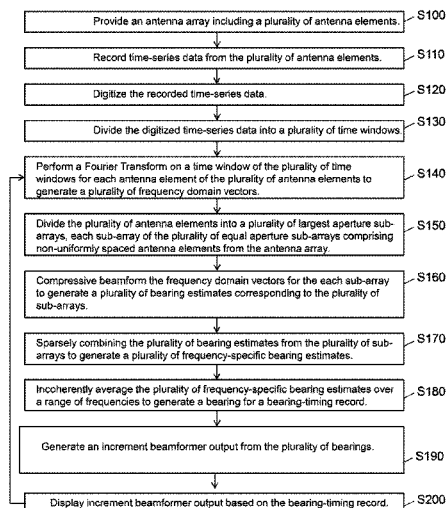 Provide an antenna array including a plurality of antenna elements.
S100
Record time-series data from the plurality of antenna elements.
S110
Digitize the recorded time-series data.
S120
Divide the digitized time-series data into a plurality of time windows.
S130
Perform a Fourier Transform on a time window of the plurality of time
windows for each antenna element of the plurality of antenna elements to
generate a plurality of frequency domain vectors.
S140
Divide the plurality of antenna elements into a plurality of largest aperture sub-
arrays, each sub-array of the plurality of equal aperture sub-arrays comprising
non-uniformly spaced antenna elements from the antenna array.
S150
Compressive beamform the frequency domain vectors for the each sub-array
to generate a plurality of bearing estimates corresponding to the plurality of
sub-arrays.
S160
Sparsely combining the plurality of bearing estimates from the plurality of sub-
arrays to generate a plurality of frequency-specific bearing estimates.
S170
Incoherently average the plurality of frequency-specific bearing estimates over
a range of frequencies to generate a bearing for a bearing-timing record.
S180
Generate an increment beamformer output from the plurality of bearings.
S190
Display increment beamformer output based on the bearing-timing record.
S200